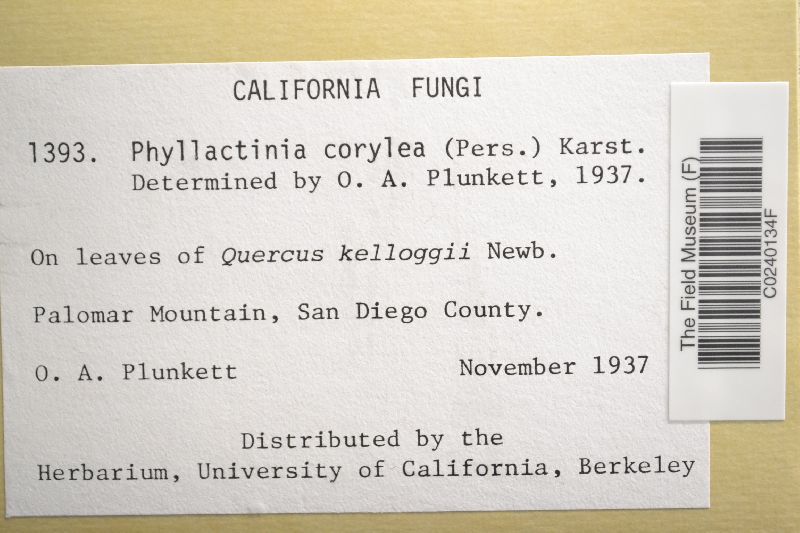 CALIFORNIA FUNGI
1393. Phyllactinia corylea (Pers.) Karst.
Determined by O. A. Plunkett, 1937.
On leaves of Quercus kelloggii Newb.
Palomar Mountain, San Diego County.
O. A. Plunkett November 1937
Distributed by the
Herbarium, University of California, Berkeley
The Field Museum (F)
C0240134F